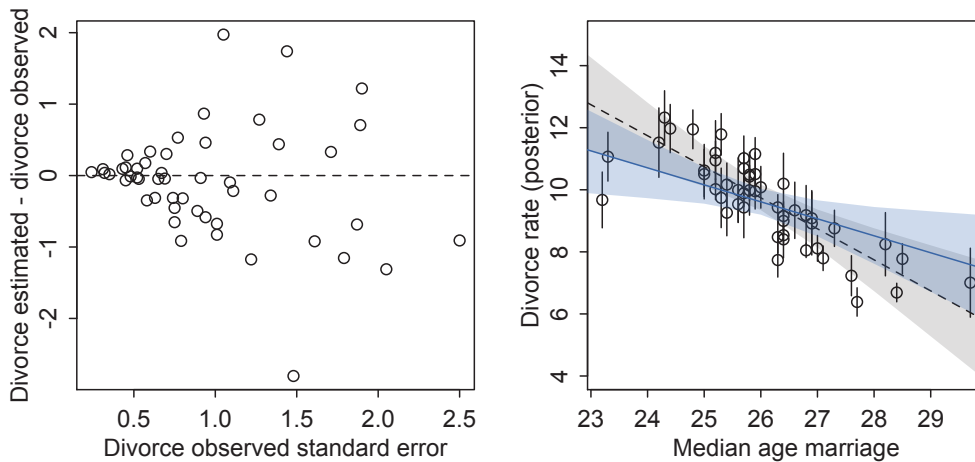 Divorce estimated - divorce observed
2
1
0
-1
-2
0.5 1.0 1.5 2.0 2.5
Divorce observed standard error
Divorce rate (posterior)
14
12
10
8
6
4
23 24 25 26 27 28 29
Median age marriage